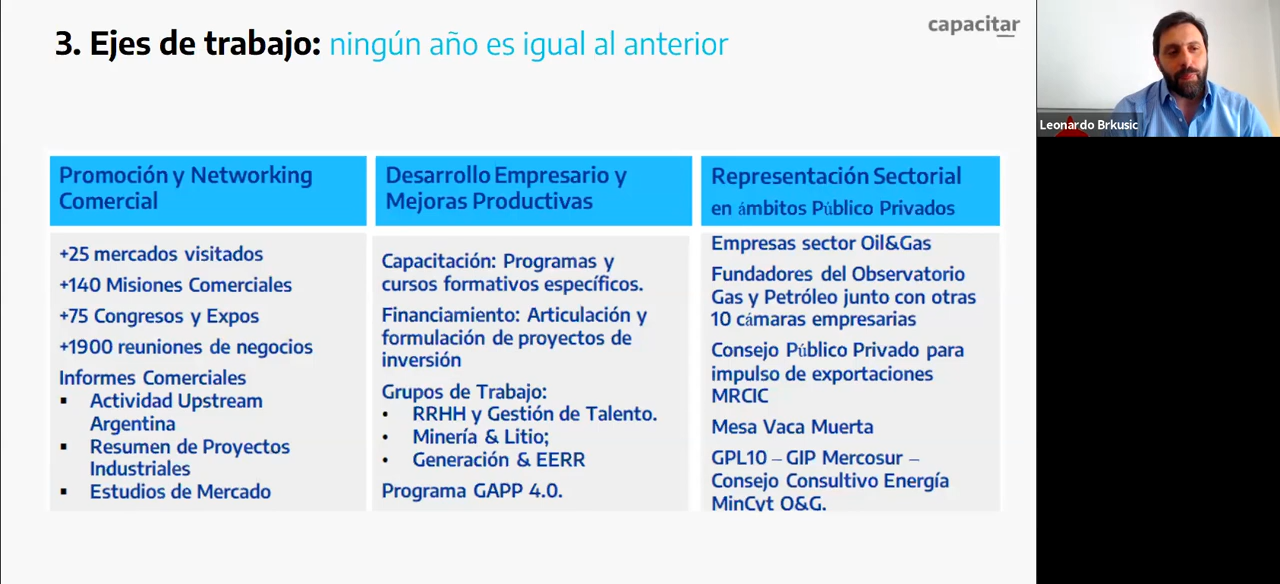 3. Ejes de trabajo: ningún año es igual al anterior
capacitar
Leonardo Brkusic
Promoción y Networking
Comercial
+25 mercados visitados
+140 Misiones Comerciales
+75 Congresos y Expos
+1900 reuniones de negocios
Informes Comerciales
▪ Actividad Upstream
Argentina
▪ Resumen de Proyectos
Industriales
▪ Estudios de Mercado
Desarrollo Empresario y
Mejoras Productivas
Capacitación: Programas y
cursos formativos específicos.
Financiamiento: Articulación y
formulación de proyectos de
inversión
Grupos de Trabajo:
• RRHH y Gestión de Talento.
• Minería & Litio;
• Generación & EERR
Programa GAPP 4.0.
Representación Sectorial
en ámbitos Público Privados
Empresas sector Oil&Gas
Fundadores del Observatorio
Gas y Petróleo junto con otras
10 cámaras empresarias
Consejo Público Privado para
impulso de exportaciones
MRCIC
Mesa Vaca Muerta
GPL10 – GIP Mercosur –
Consejo Consultivo Energía
MinCyt O&G.